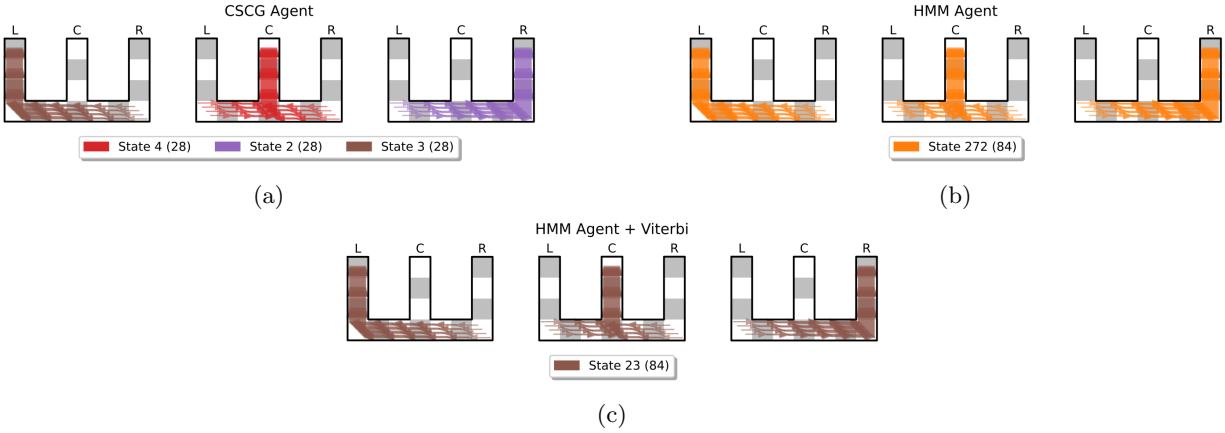 CSCG Agent
L C R
State 4 (28) State 2 (28) State 3 (28)
(a)
HMM Agent
L C R
State 272 (84)
(b)
HMM Agent + Viterbi
L C R L C R L C R
State 23 (84)
(c)